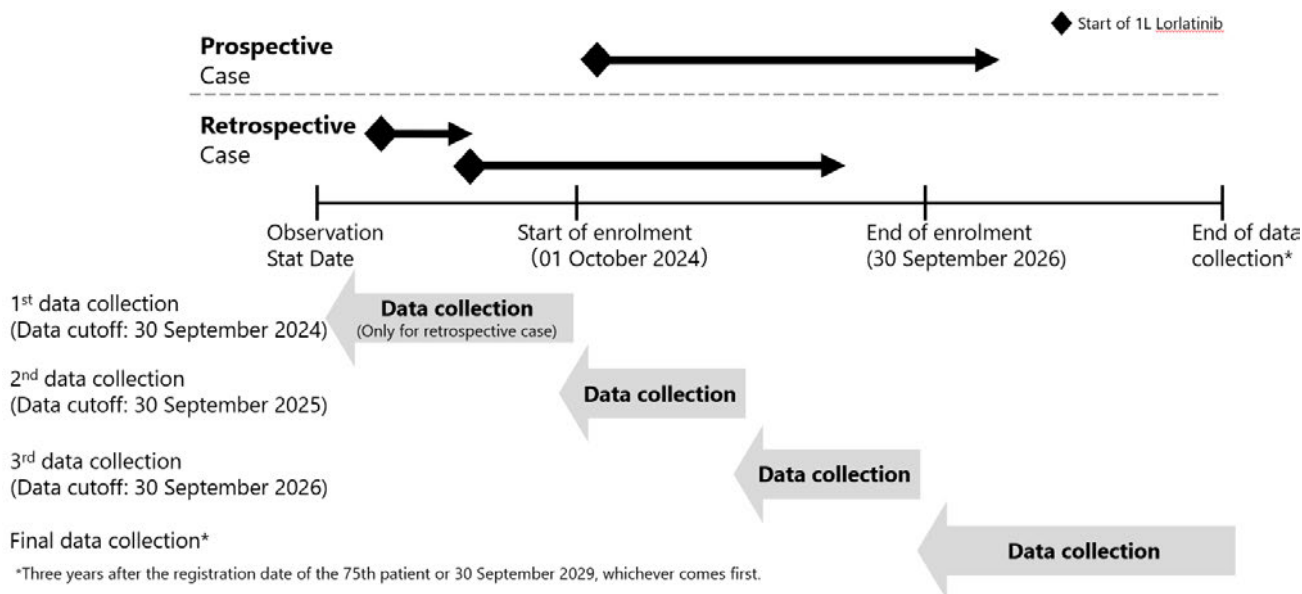 Start of 1L Lorlatinib
Prospective
Case
Retrospective
Case
Observation
Stat Date
Start of enrolment
(01 October 2024)
End of enrolment
(30 September 2026)
End of data
collection*
1st data collection
(Data cutoff: 30 September 2024)
Data collection
(Only for retrospective case)
2nd data collection
(Data cutoff: 30 September 2025)
Data collection
3rd data collection
(Data cutoff: 30 September 2026)
Data collection
Final data collection*
Data collection
*Three years after the registration date of the 75th patient or 30 September 2029, whichever comes first.